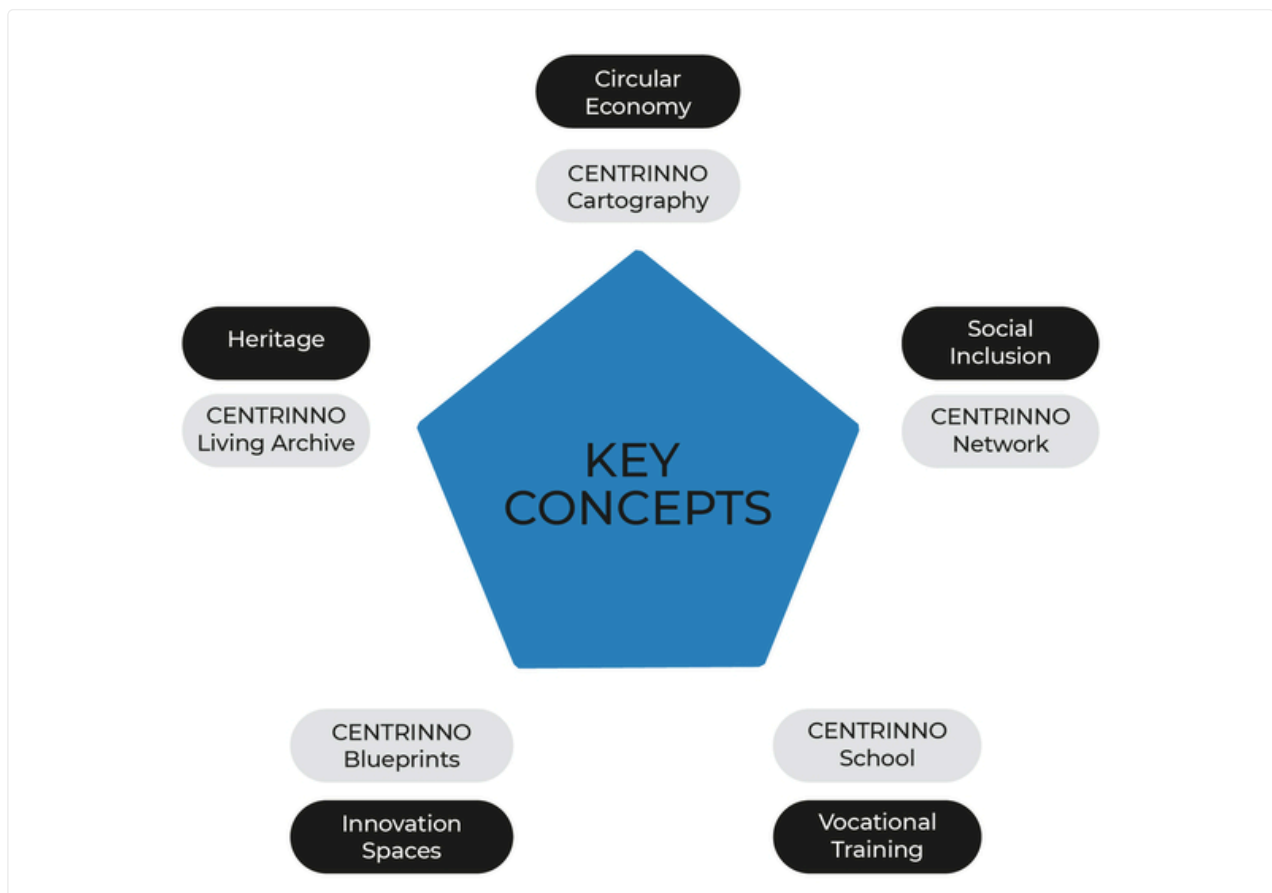 Circular
Economy
CENTRINNO
Cartography
Heritage
CENTRINNO
Living Archive
Social
Inclusion
CENTRINNO
Network
KEY
CONCEPTS
CENTRINNO
Blueprints
Innovation
Spaces
CENTRINNO
School
Vocational
Training